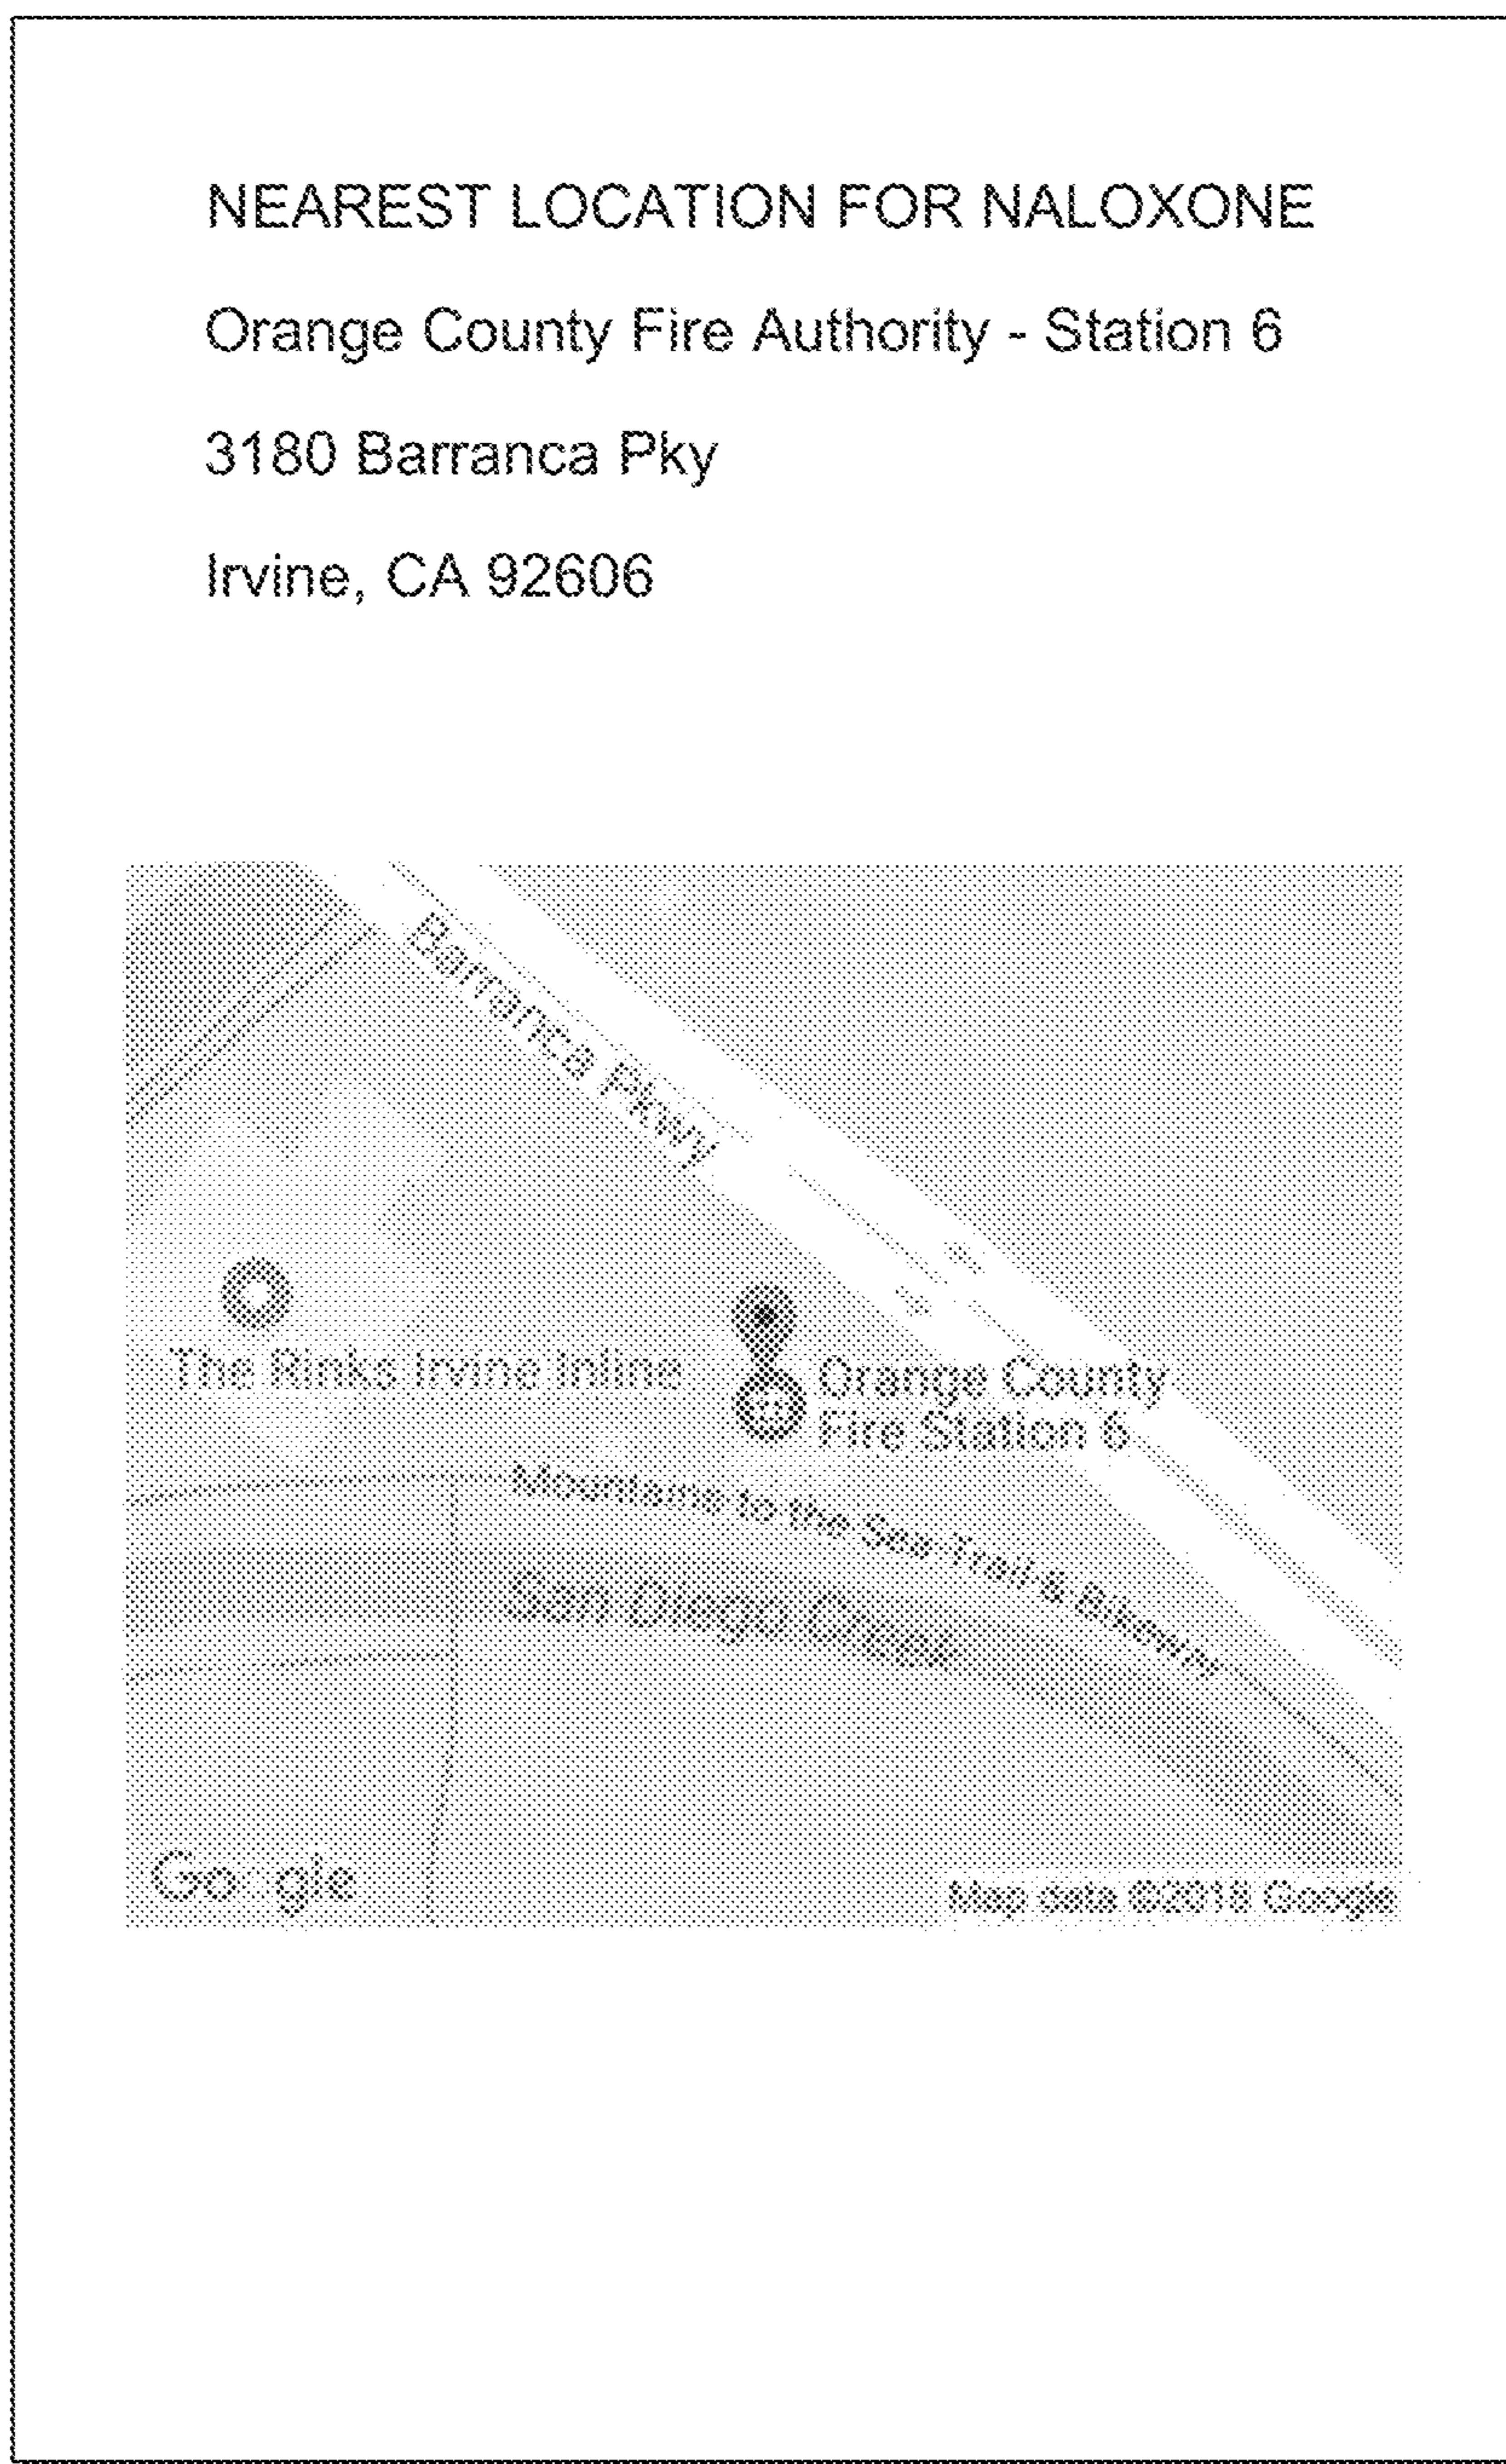 NEAREST LOCATION FOR NALOXONE
Orange County Fire Authority - Station 6
3180 Barranca Pky
Irvine, CA 92606
Barranca Pkwy
The Rinks Irvine Inline
Orange County
Fire Station 6
Mountains to the Sea Trail & Bikeway
San Diego Creek
Google
Map data ©2018 Google